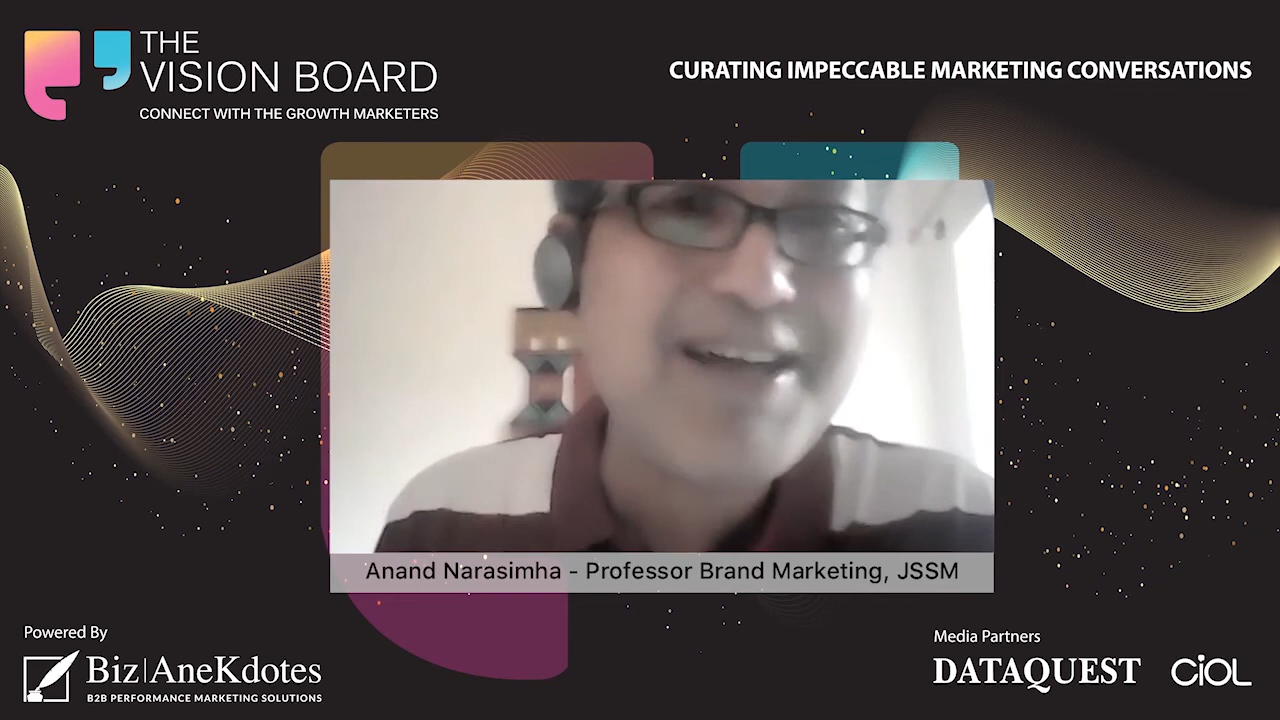 THE
VISION BOARD
CONNECT WITH THE GROWTH MARKETERS
CURATING IMPECCABLE MARKETING CONVERSATIONS
Anand Narasimha - Professor Brand Marketing, JSSM
Powered By
Biz|AneKdotes
B2B PERFORMANCE MARKETING SOLUTIONS
Media Partners
DATAQUEST
CiOL